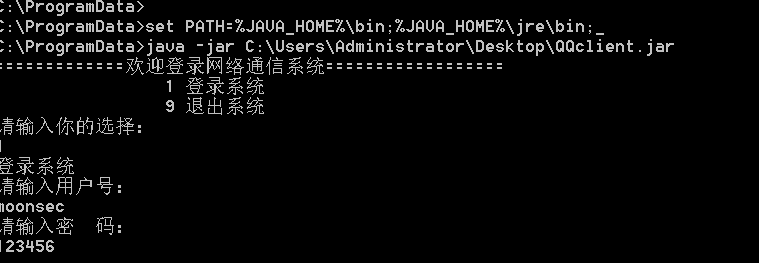 C:\ProgramData>
C:\ProgramData>set PATH=%JAVA_HOME%\bin;%JAVA_HOME%\jre\bin;_
C:\ProgramData>java -jar C:\Users\Administrator\Desktop\QQclient.jar
=============欢迎登录网络通信系统==================
1 登录系统
9 退出系统
请输入你的选择:
1
登录系统
请输入用户号:
moonsec
请输入密 码:
123456